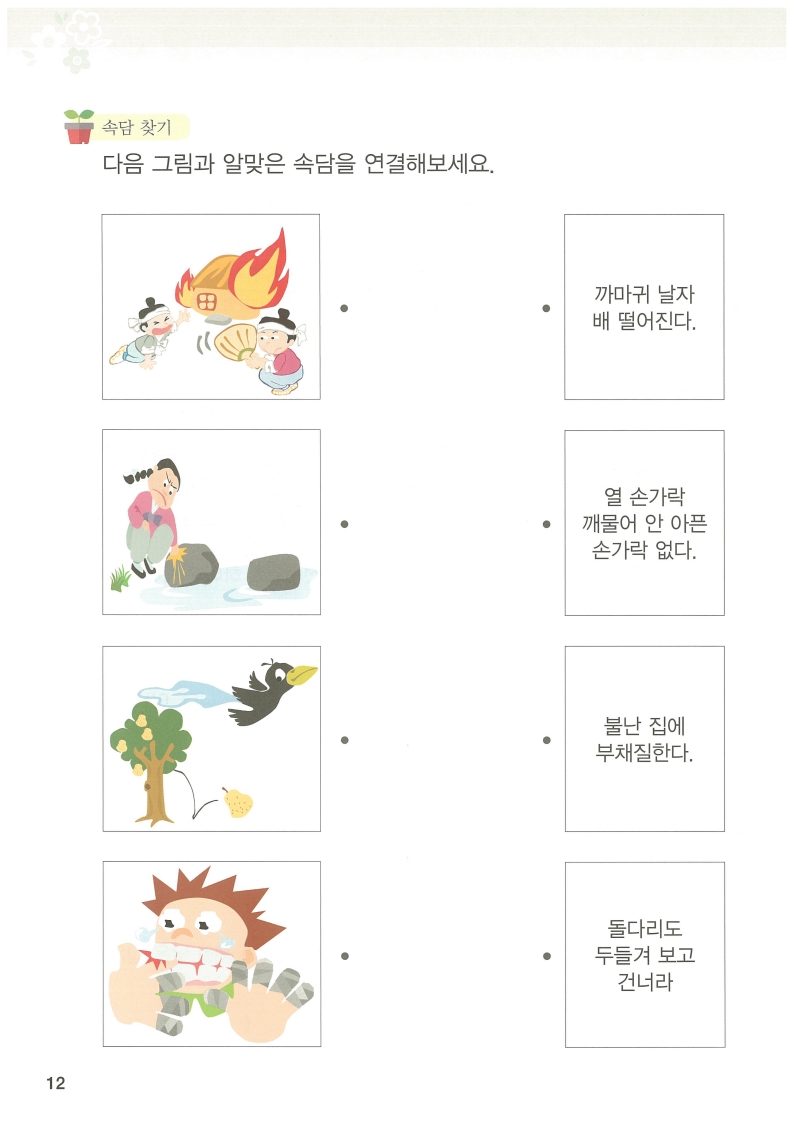 속담 찾기
다음 그림과 알맞은 속담을 연결해보세요.
까마귀 날자
배 떨어진다.
열 손가락
깨물어 안 아픈
손가락 없다.
불난 집에
부채질한다.
돌다리도
두들겨 보고
건너라
12